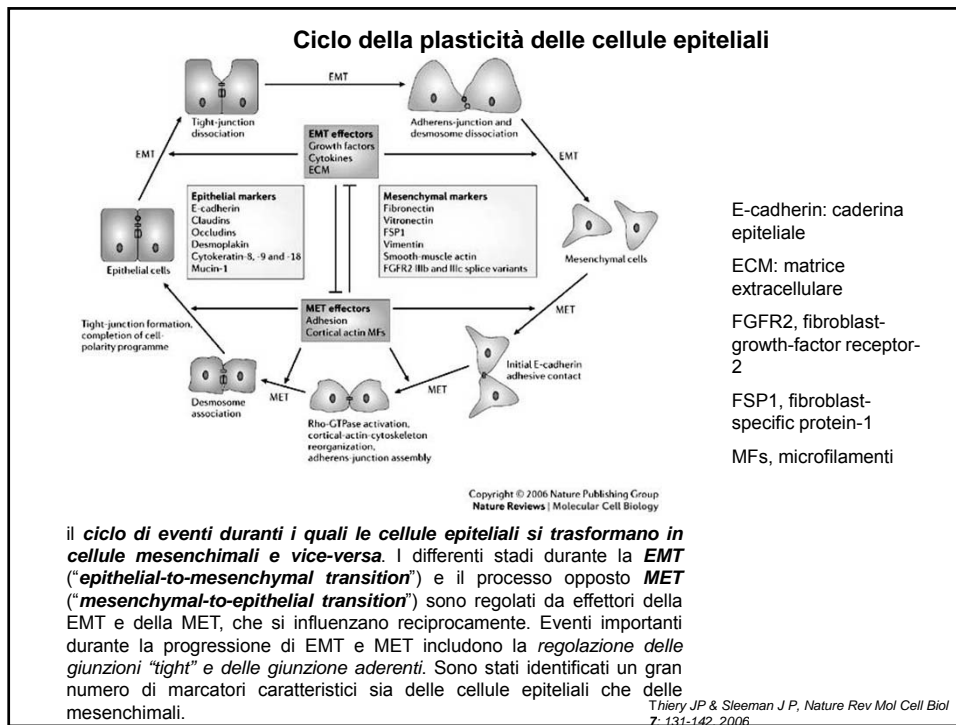 Ciclo della plasticità delle cellule epiteliali
EMT
Tight-junction
dissociation
Adherens-junction and
desmosome dissociation
EMT effectors
Growth factors
Cytokines
ECM
EMT
EMT
Epithelial markers
E-cadherin
Claudins
Occludins
Desmoplakin
Cytokeratin-8, -9 and -18
Mucin-1
Mesenchymal markers
Fibronectin
Vitronectin
FSP1
Vimentin
Smooth-muscle actin
FGFR2 IIIb and IIIc splice variants
Epithelial cells
Mesenchymal cells
MET effectors
Adhesion
Cortical actin MFs
MET
Tight-junction formation,
completion of cell-
polarity programme
Initial E-cadherin
adhesive contact
MET
MET
Desmosome
association
Rho-GTPase activation,
cortical-actin-cytoskeleton
reorganization,
adherens-junction assembly
Copyright © 2006 Nature Publishing Group
Nature Reviews | Molecular Cell Biology
E-cadherin: caderina
epiteliale
ECM: matrice
extracellulare
FGFR2, fibroblast-
growth-factor receptor-
2
FSP1, fibroblast-
specific protein-1
MFs, microfilamenti
il ciclo di eventi duranti i quali le cellule epiteliali si trasformano in
cellule mesenchimali e vice-versa. I differenti stadi durante la EMT
(“epithelial-to-mesenchymal transition”) e il processo opposto MET
(“mesenchymal-to-epithelial transition”) sono regolati da effettori della
EMT e della MET, che si influenzano reciprocamente. Eventi importanti
durante la progressione di EMT e MET includono la regolazione delle
giunzioni “tight” e delle giunzione aderenti. Sono stati identificati un gran
numero di marcatori caratteristici sia delle cellule epiteliali che delle
mesenchimali.
Thiery JP & Sleeman J P, Nature Rev Mol Cell Biol
7: 131-142, 2006